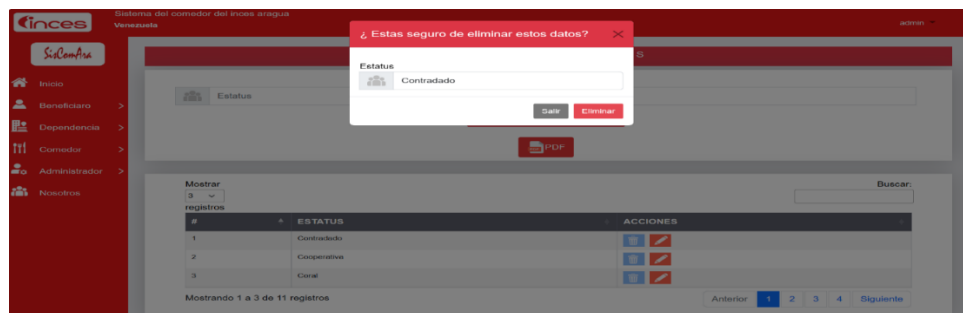 inces
Sistema del comedor del inces aragua
Venezuela
admin
SisComAra
Inicio
Beneficiaro >
Dependencia >
Comedor >
Administrador >
Nosotros
¿ Estas seguro de eliminar estos datos? ×
Estatus
Contradado
Salir Eliminar
S
Estatus
PDF
Mostrar
3
registros
Buscar:
# ESTATUS ACCIONES
1 Contradado
2 Cooperativa
3 Coral
Mostrando 1 a 3 de 11 registros
Anterior 1 2 3 4 Siguiente